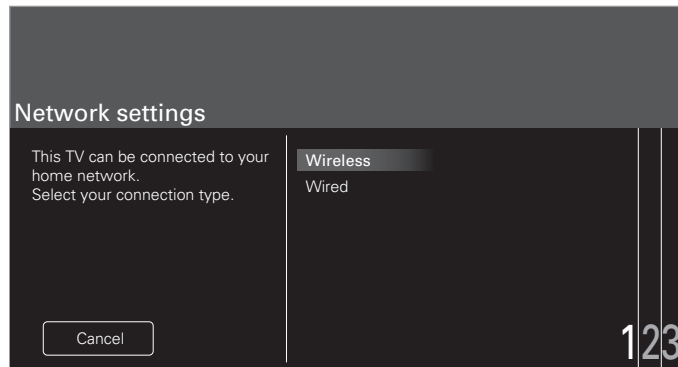 Network settings
This TV can be connected to your
home network.
Select your connection type.
Wireless
Wired
Cancel
123